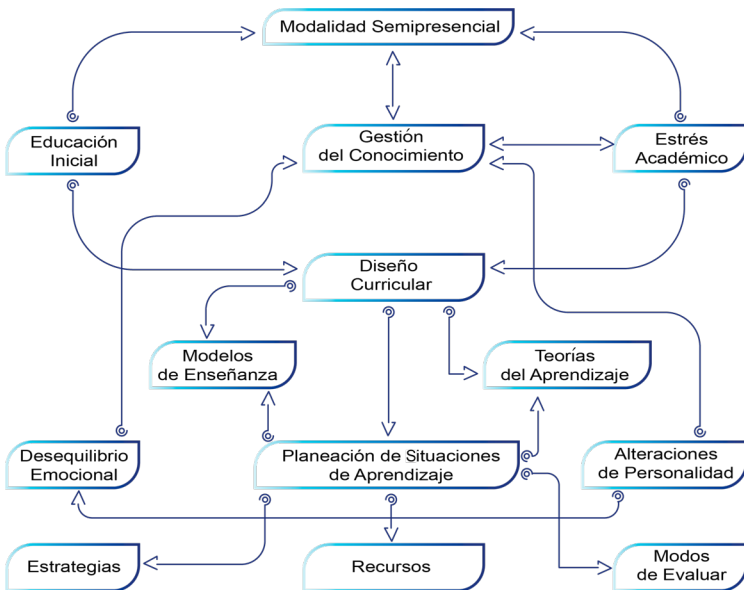 Modalidad Semipresencial
Educación
Inicial
Gestión
del Conocimiento
Estrés
Académico
Diseño
Curricular
Modelos
de Enseñanza
Teorías
del Aprendizaje
Desequilibrio
Emocional
Planeación de Situaciones
de Aprendizaje
Alteraciones
de Personalidad
Estrategias
Recursos
Modos
de Evaluar